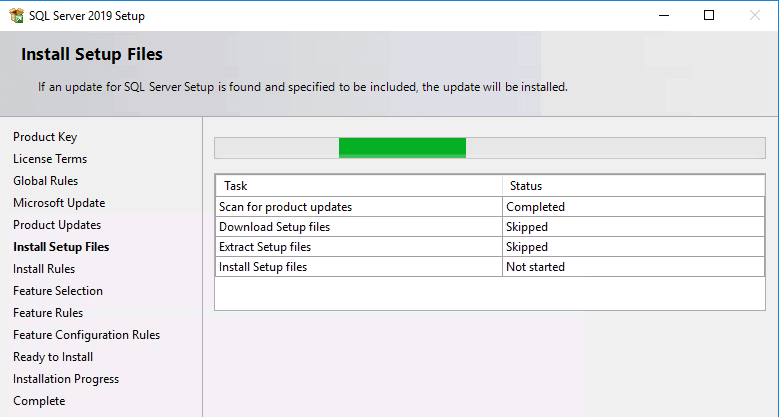 SQL Server 2019 Setup
Install Setup Files
If an update for SQL Server Setup is found and specified to be included, the update will be installed.
Product Key
License Terms
Global Rules
Microsoft Update
Product Updates
Install Setup Files
Install Rules
Feature Selection
Feature Rules
Feature Configuration Rules
Ready to Install
Installation Progress
Complete
Task Status
Scan for product updates Completed
Download Setup files Skipped
Extract Setup files Skipped
Install Setup files Not started